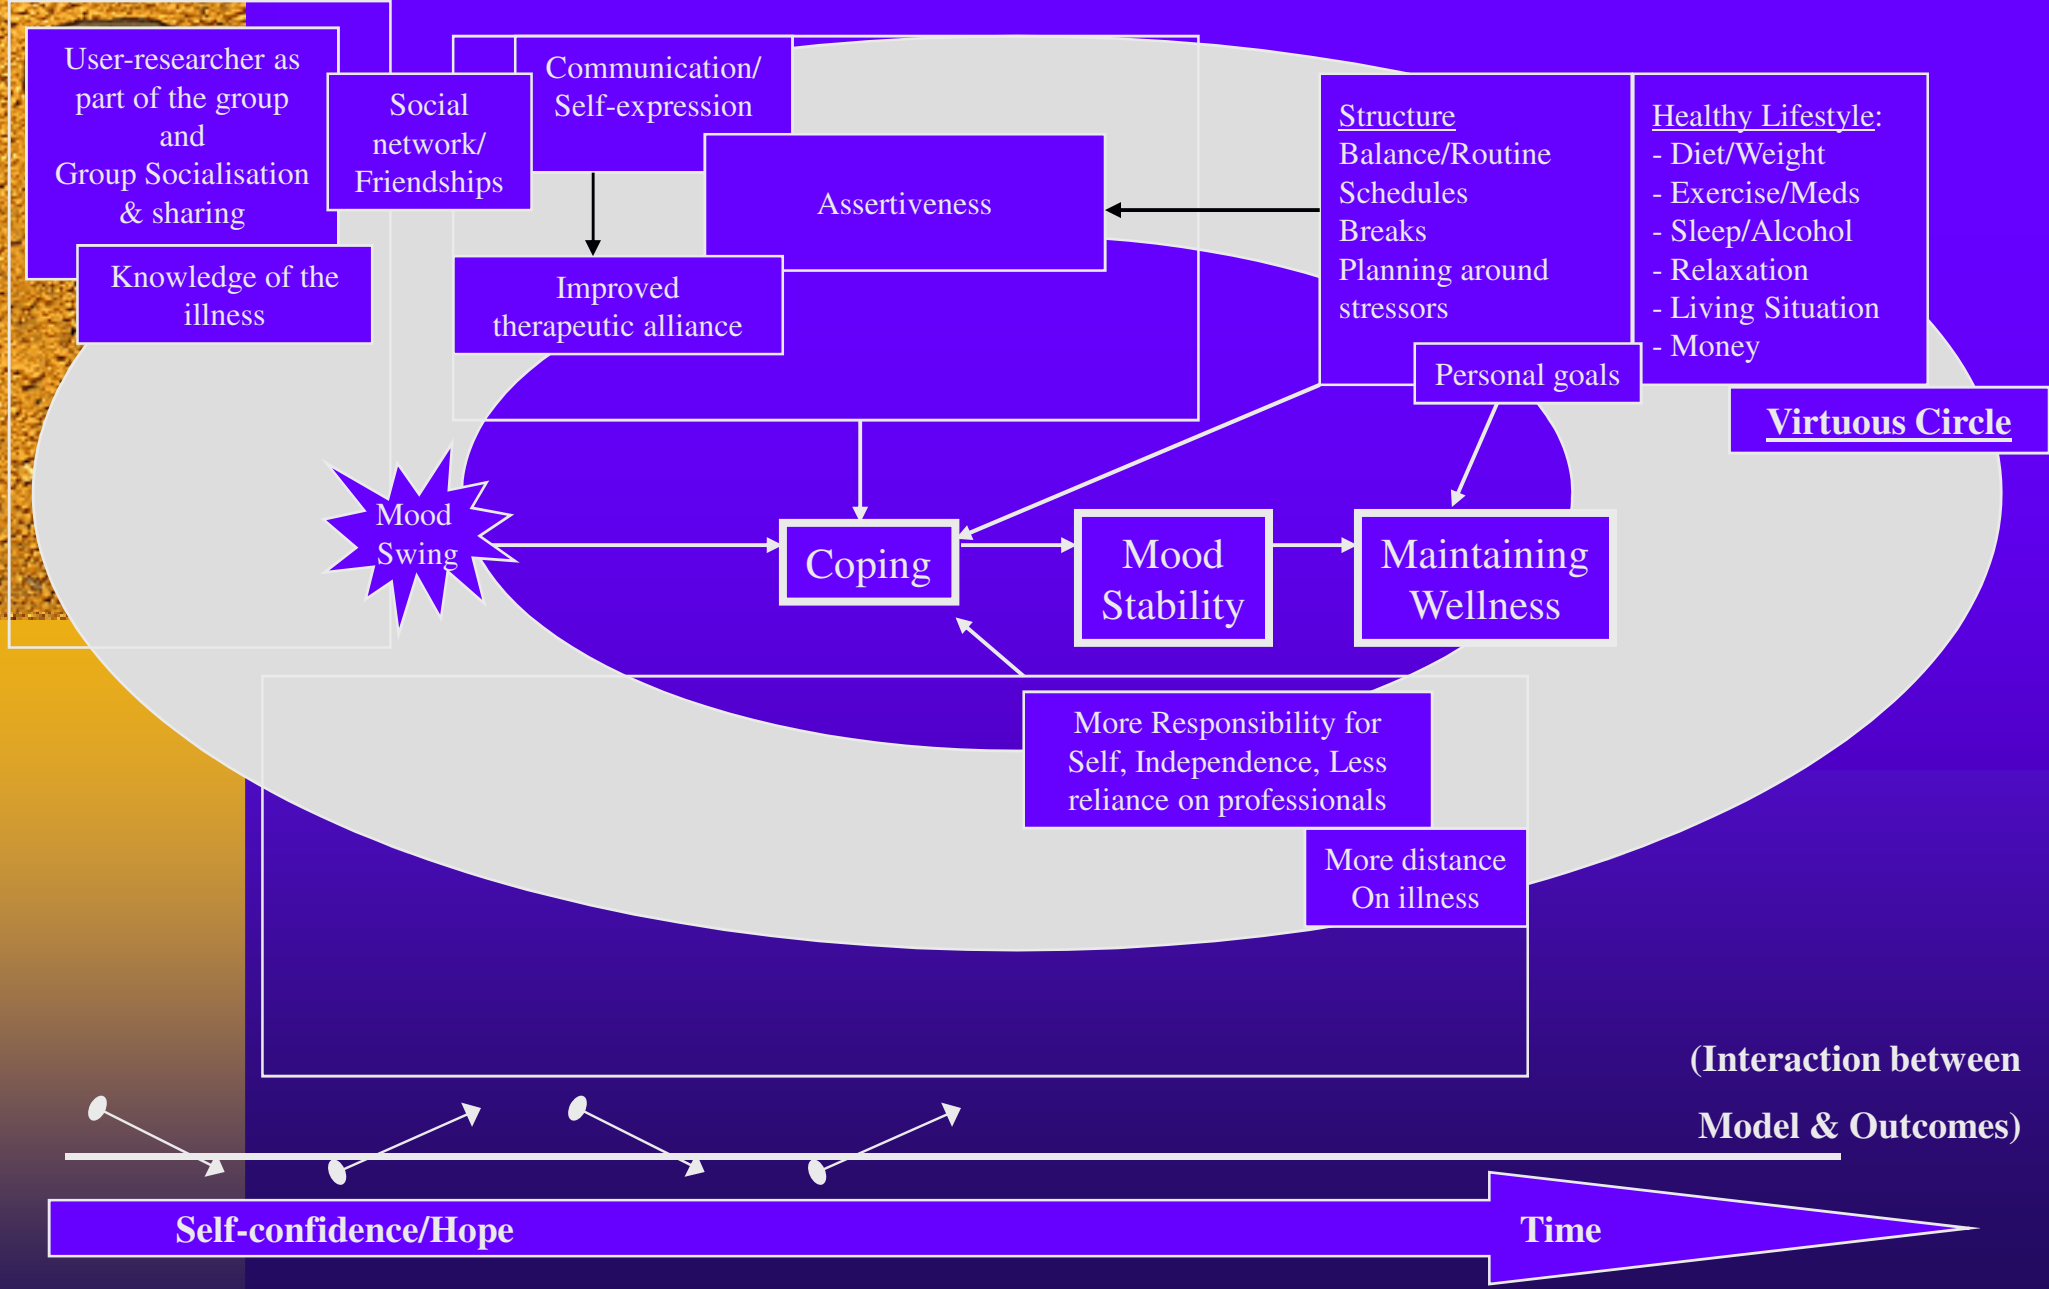 User-researcher as
part of the group
and
Group Socialisation
& sharing
Knowledge of the
illness
Social
network/
Friendships
Communication/
Self-expression
Assertiveness
Improved
therapeutic alliance
Structure
Balance/Routine
Schedules
Breaks
Planning around
stressors
Healthy Lifestyle:
- Diet/Weight
- Exercise/Meds
- Sleep/Alcohol
- Relaxation
- Living Situation
- Money
Personal goals
Virtuous Circle
Mood
Swing
Coping
Mood
Stability
Maintaining
Wellness
More Responsibility for
Self, Independence, Less
reliance on professionals
More distance
On illness
(Interaction between
Model & Outcomes)
Self-confidence/Hope
Time